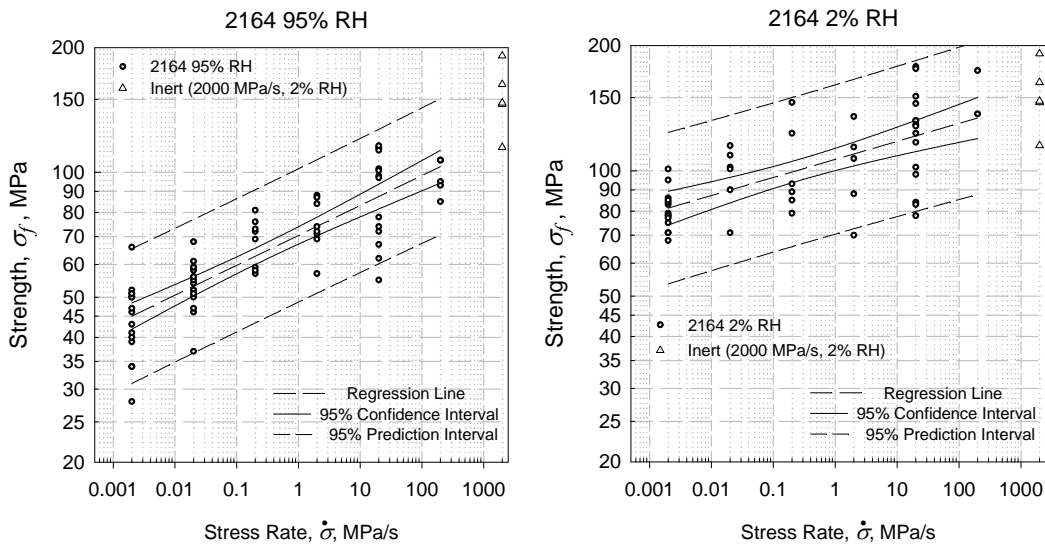 2164 95% RH
200
150
100
90
80
70
60
50
45
40
35
30
25
20
Strength, σf, MPa
2164 95% RH
Inert (2000 MPa/s, 2% RH)
Regression Line
95% Confidence Interval
95% Prediction Interval
0.001 0.01 0.1 1 10 100 1000
Stress Rate, σ̇, MPa/s
2164 2% RH
200
150
100
90
80
70
60
50
45
40
35
30
25
20
Strength, σf, MPa
2164 2% RH
Inert (2000 MPa/s, 2% RH)
Regression Line
95% Confidence Interval
95% Prediction Interval
0.001 0.01 0.1 1 10 100 1000
Stress Rate, σ̇, MPa/s